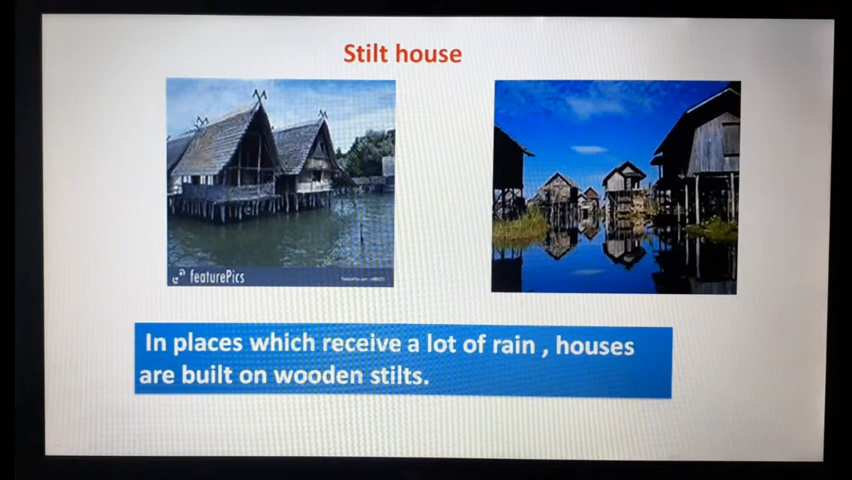 Stilt house
featurePics
In places which receive a lot of rain , houses
are built on wooden stilts.